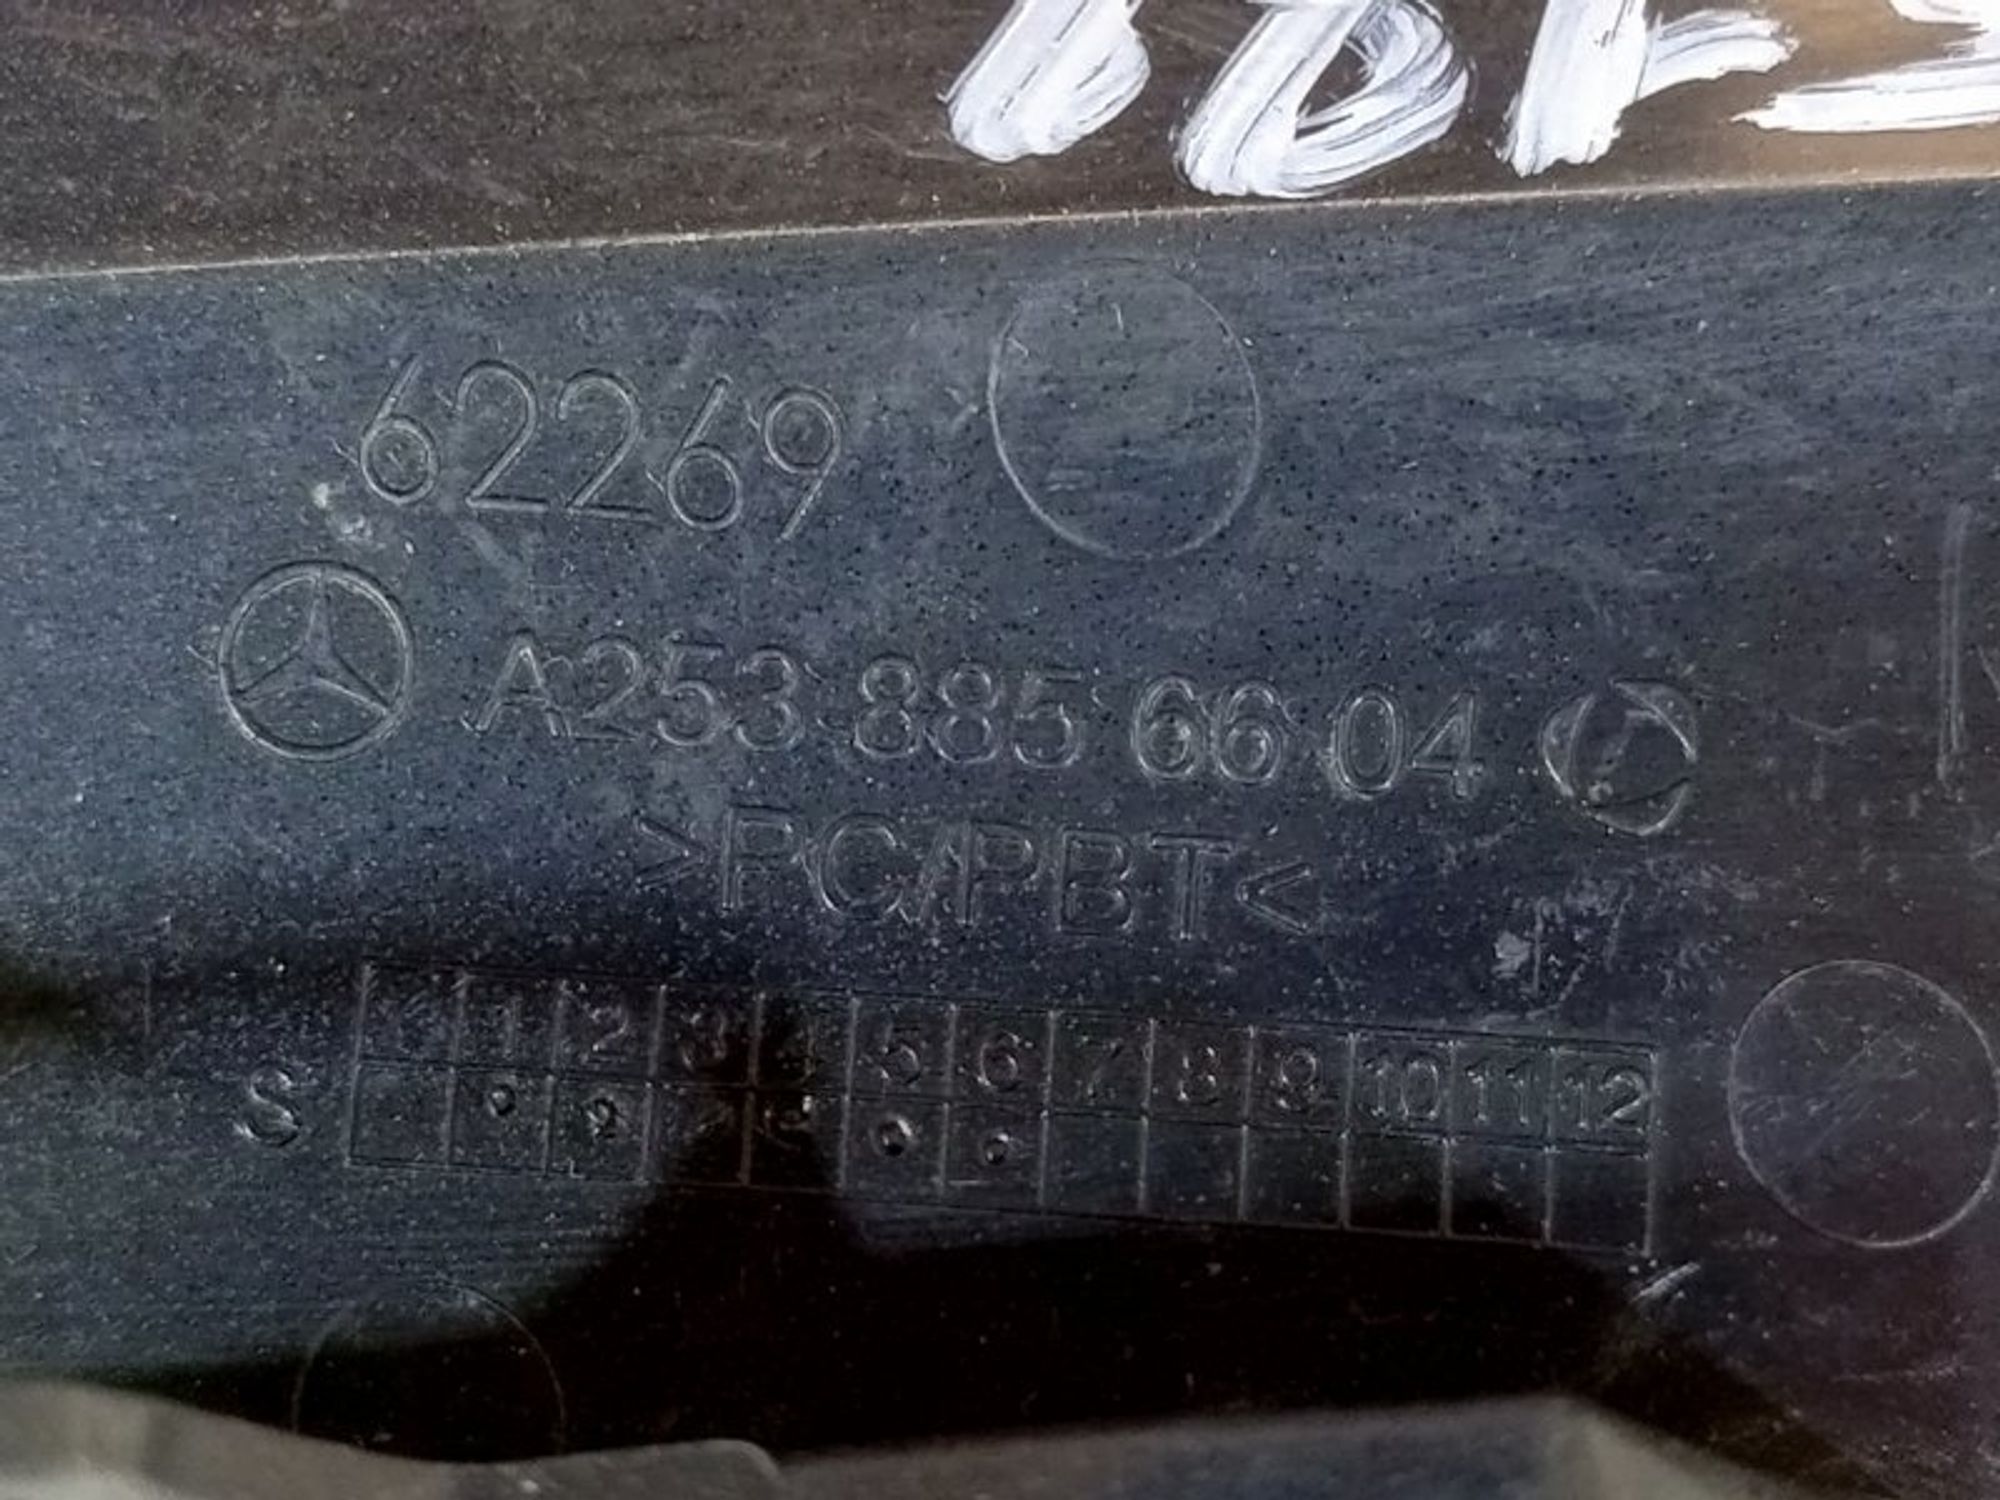 62269
A253 885 66 04
>PC/PBT<
1 2 3 4 5 6 7 8 9 10 11 12
S